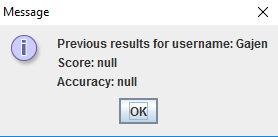 Message
Previous results for username: Gajen
Score: null
Accuracy: null
OK